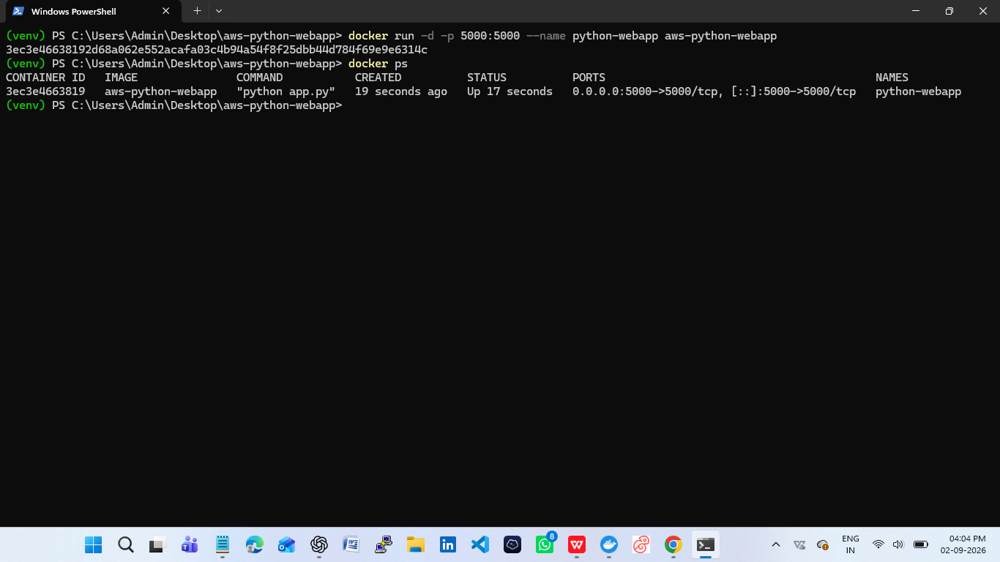 Windows PowerShell
(venv) PS C:\Users\Admin\Desktop\aws-python-webapp> docker run -d -p 5000:5000 --name python-webapp aws-python-webapp
3ec3e46638192d68a062e552acafa03c4b94a54f8f25dbb44d784f69e9e6314c
(venv) PS C:\Users\Admin\Desktop\aws-python-webapp> docker ps
CONTAINER ID   IMAGE               COMMAND           CREATED          STATUS          PORTS                                         NAMES
3ec3e4663819   aws-python-webapp   "python app.py"   19 seconds ago   Up 17 seconds   0.0.0.0:5000->5000/tcp, [::]:5000->5000/tcp   python-webapp
(venv) PS C:\Users\Admin\Desktop\aws-python-webapp>
8
ENG
IN
04:04 PM
02-09-2026